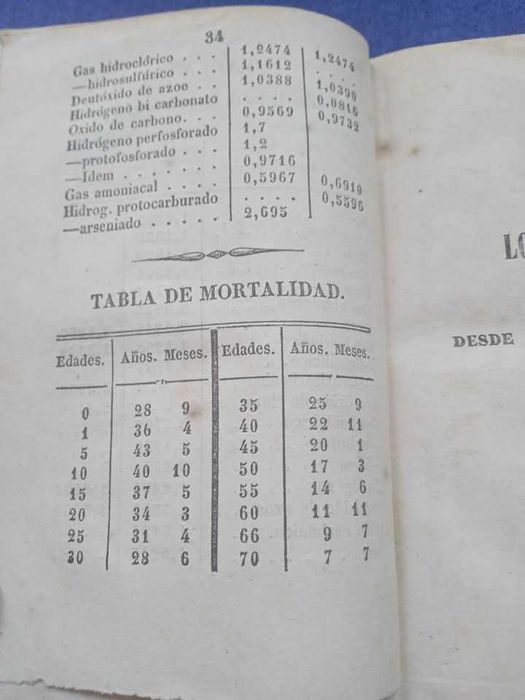 34
Gas hidroclórico . . . 1,2474 1,2474
—hidrosulfúrico . . . 1,1612 . . . .
Deutóxido de azoe . . 1,0388 1,0390
Hidrógeno bi carbonato . . . . 0,0816
Oxido de carbono. . . 0,9569 0,9732
Hidrógeno perfosforado 1,7
—protofosforado . . . 1,2
—Idem . . . . . . . 0,9716
Gas amoniacal . . . . 0,5967 0,6910
Hidrog. protocarburado . . . . 0,5596
—arseniado . . . . . 2,695
TABLA DE MORTALIDAD.
Edades. Años. Meses. Edades. Años. Meses.
0 28 9 35 25 9
1 36 4 40 22 11
5 43 5 45 20 1
10 40 10 50 17 3
15 37 5 55 14 6
20 34 3 60 11 11
25 31 4 66 9 7
30 28 6 70 7 7
LO
DESDE